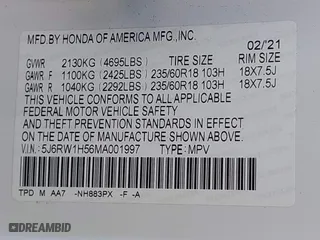 MFD.BY HONDA OF AMERICA MFG.,INC.
02/'21
GVWR 2130KG (4695LBS) TIRE SIZE RIM SIZE
GAWR F 1100KG (2425LBS) 235/60R18 103H 18X7.5J
GAWR R 1040KG (2292LBS) 235/60R18 103H 18X7.5J
THIS VEHICLE CONFORMS TO ALL APPLICABLE
FEDERAL MOTOR VEHICLE SAFETY
AND THEFT PREVENTION STANDARDS IN EFFECT
ON THE DATE OF MANUFACTURE SHOWN ABOVE.
V.I.N.: 5J6RW1H56MA001997 TYPE: MPV
TPD M AA7 -NH883PX -F -A
DREAMBID